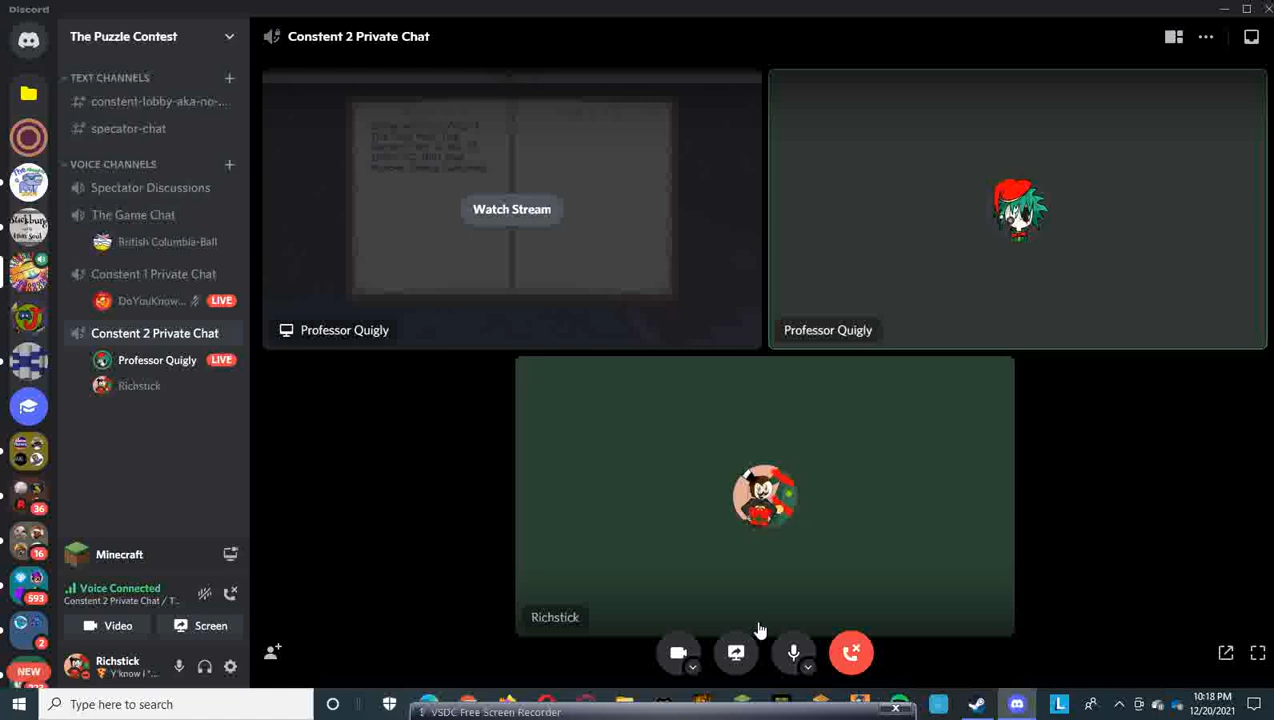 Discord
The Puzzle Contest
Constent 2 Private Chat
TEXT CHANNELS
constent-lobby-aka-no-...
specator-chat
VOICE CHANNELS
Spectator Discussions
The Game Chat
British Columbia-Ball
Constent 1 Private Chat
DoYouKnow... LIVE
Constent 2 Private Chat
Professor Quigly LIVE
Richstick
Watch Stream
Professor Quigly
Professor Quigly
Richstick
36
16
593
2
NEW
Minecraft
Voice Connected
Constent 2 Private Chat / T...
Video
Screen
Richstick
Y'know i "...
Type here to search
VSDC Free Screen Recorder
L
10:18 PM
12/20/2021